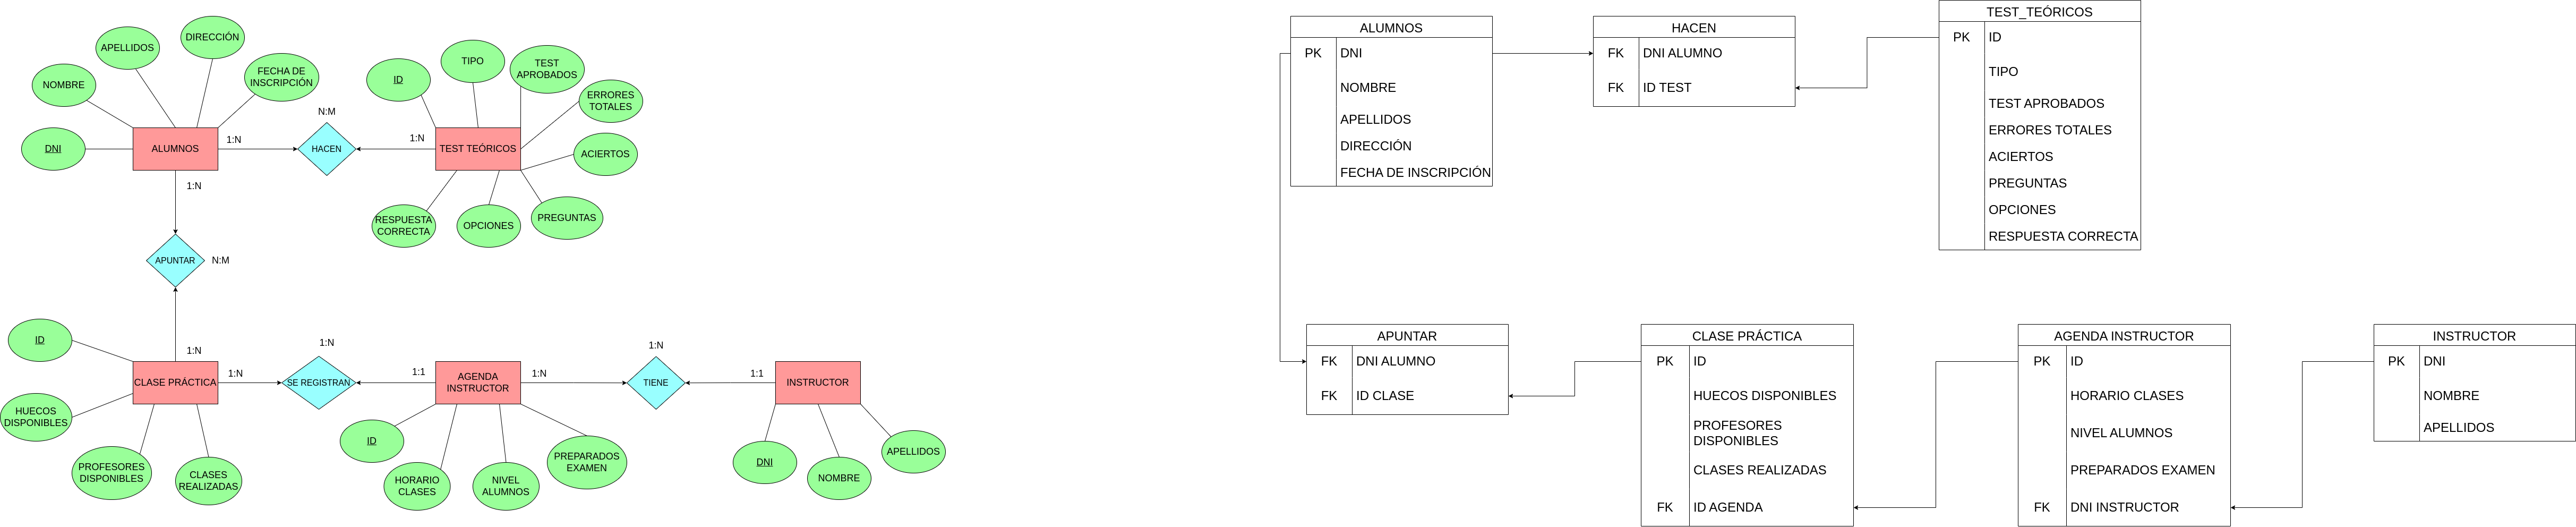 APELLIDOS
DIRECCIÓN
NOMBRE
FECHA DE
INSCRIPCIÓN
DNI
ALUMNOS
1:N
N:M
HACEN
1:N
ID
TIPO
TEST
APROBADOS
ERRORES
TOTALES
TEST TEÓRICOS
ACIERTOS
RESPUESTA
CORRECTA
OPCIONES
PREGUNTAS
1:N
APUNTAR
N:M
1:N
ID
CLASE PRÁCTICA
HUECOS
DISPONIBLES
PROFESORES
DISPONIBLES
CLASES
REALIZADAS
1:N
1:N
SE REGISTRAN
1:1
AGENDA
INSTRUCTOR
ID
HORARIO
CLASES
NIVEL
ALUMNOS
PREPARADOS
EXAMEN
1:N
1:N
TIENE
1:1
INSTRUCTOR
DNI
NOMBRE
APELLIDOS
ALUMNOS
PK DNI
NOMBRE
APELLIDOS
DIRECCIÓN
FECHA DE INSCRIPCIÓN
HACEN
FK DNI ALUMNO
FK ID TEST
TEST_TEÓRICOS
PK ID
TIPO
TEST APROBADOS
ERRORES TOTALES
ACIERTOS
PREGUNTAS
OPCIONES
RESPUESTA CORRECTA
APUNTAR
FK DNI ALUMNO
FK ID CLASE
CLASE PRÁCTICA
PK ID
HUECOS DISPONIBLES
PROFESORES
DISPONIBLES
CLASES REALIZADAS
FK ID AGENDA
AGENDA INSTRUCTOR
PK ID
HORARIO CLASES
NIVEL ALUMNOS
PREPARADOS EXAMEN
FK DNI INSTRUCTOR
INSTRUCTOR
PK DNI
NOMBRE
APELLIDOS